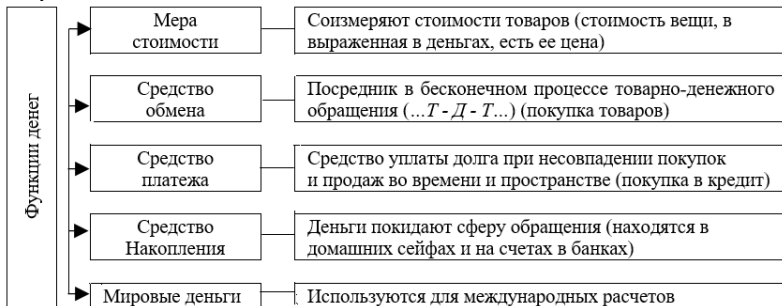 Функции денег
Мера
стоимости
Соизмеряют стоимости товаров (стоимость вещи, в
выраженная в деньгах, есть ее цена)
Средство
обмена
Посредник в бесконечном процессе товарно-денежного
обращения (...Т - Д - Т...) (покупка товаров)
Средство
платежа
Средство уплаты долга при несовпадении покупок
и продаж во времени и пространстве (покупка в кредит)
Средство
Накопления
Деньги покидают сферу обращения (находятся в
домашних сейфах и на счетах в банках)
Мировые деньги
Используются для международных расчетов